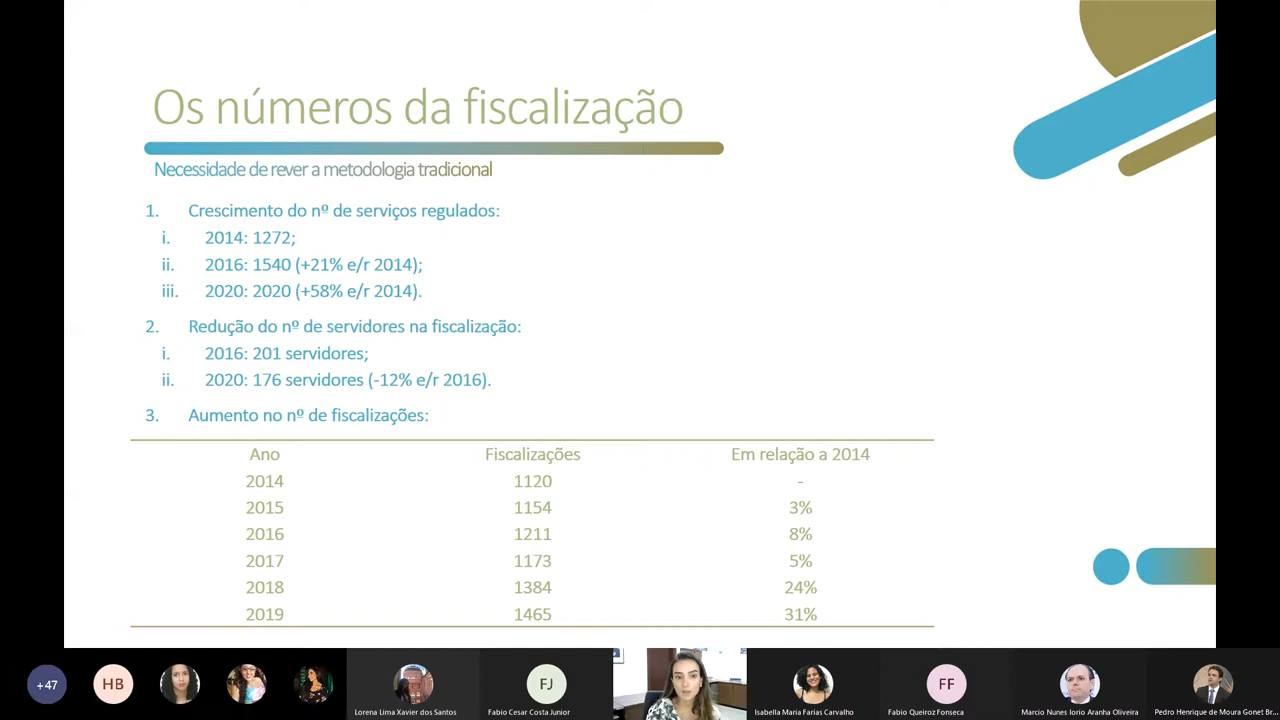 Os números da fiscalização
Necessidade de rever a metodologia tradicional
1. Crescimento do nº de serviços regulados:
i. 2014: 1272;
ii. 2016: 1540 (+21% e/r 2014);
iii. 2020: 2020 (+58% e/r 2014).
2. Redução do nº de servidores na fiscalização:
i. 2016: 201 servidores;
ii. 2020: 176 servidores (-12% e/r 2016).
3. Aumento no nº de fiscalizações:
Ano Fiscalizações Em relação a 2014
2014 1120 -
2015 1154 3%
2016 1211 8%
2017 1173 5%
2018 1384 24%
2019 1465 31%
+47 HB FJ FF
Lorena Lima Xavier dos Santos Fabio Cesar Costa Junior Isabella Maria Farias Carvalho Fabio Queiroz Fonseca Marcio Nunes Iorio Aranha Oliveira Pedro Henrique de Moura Gonet Br...